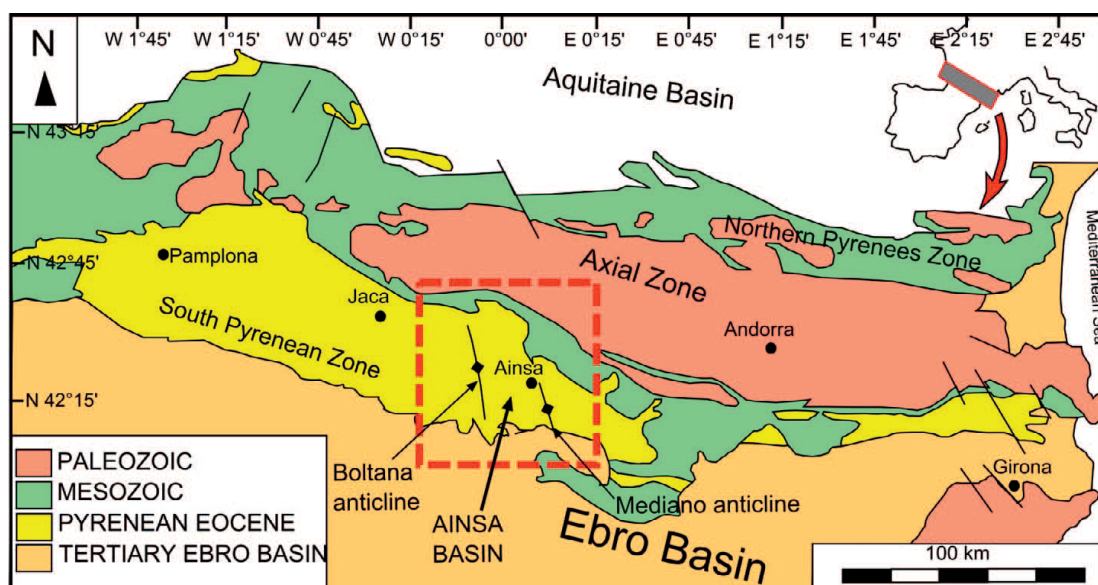 W 1°45' W 1°15' W 0°45' W 0°15' 0°00' E 0°15' E 0°45' E 1°15' E 1°45' E 2°15' E 2°45'
N
Aquitaine Basin
N 43°15'
Northern Pyrenees Zone
Mediterranean Sea
N 42°45'
Pamplona
Axial Zone
Jaca
South Pyrenean Zone
Andorra
Ainsa
N 42°15'
PALEOZOIC
MESOZOIC
PYRENEAN EOCENE
TERTIARY EBRO BASIN
Boltana
anticline
AINSA
BASIN
Mediano anticline
Ebro Basin
Girona
100 km